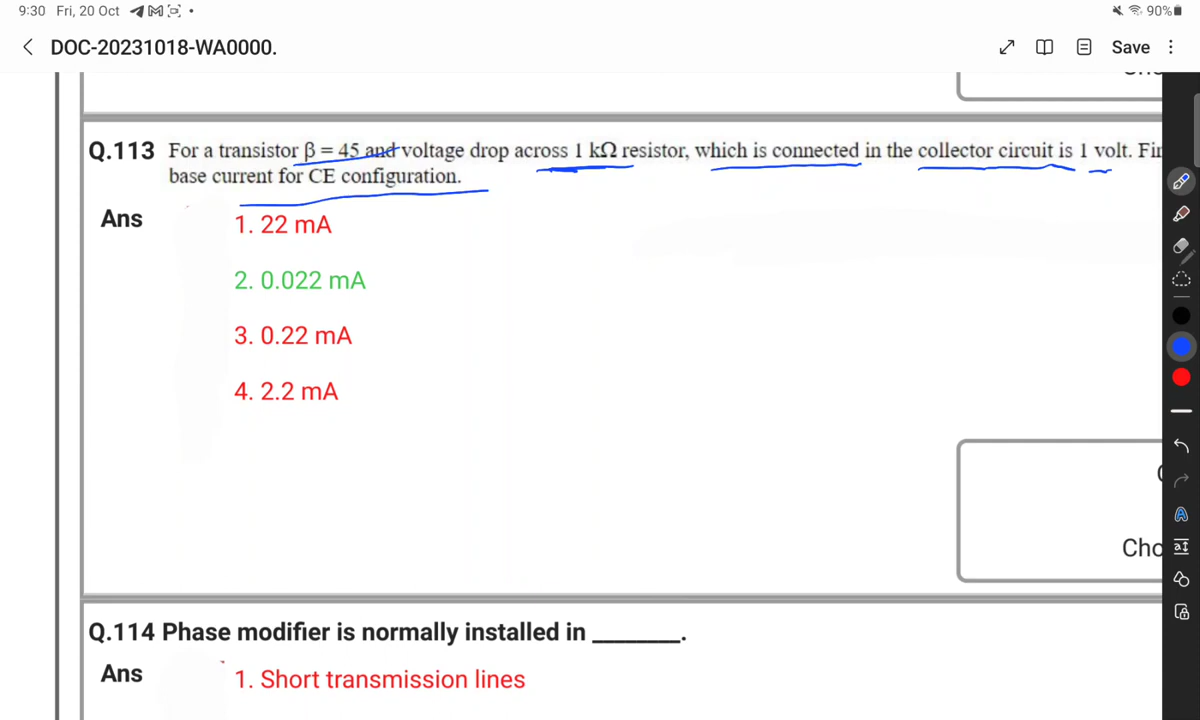 9:30 Fri, 20 Oct 90%
DOC-20231018-WA0000.
Save
Q.113 For a transistor β = 45 and voltage drop across 1 kΩ resistor, which is connected in the collector circuit is 1 volt. Fin
base current for CE configuration.
Ans
1. 22 mA
2. 0.022 mA
3. 0.22 mA
4. 2.2 mA
Cho
Q.114 Phase modifier is normally installed in ________.
Ans
1. Short transmission lines